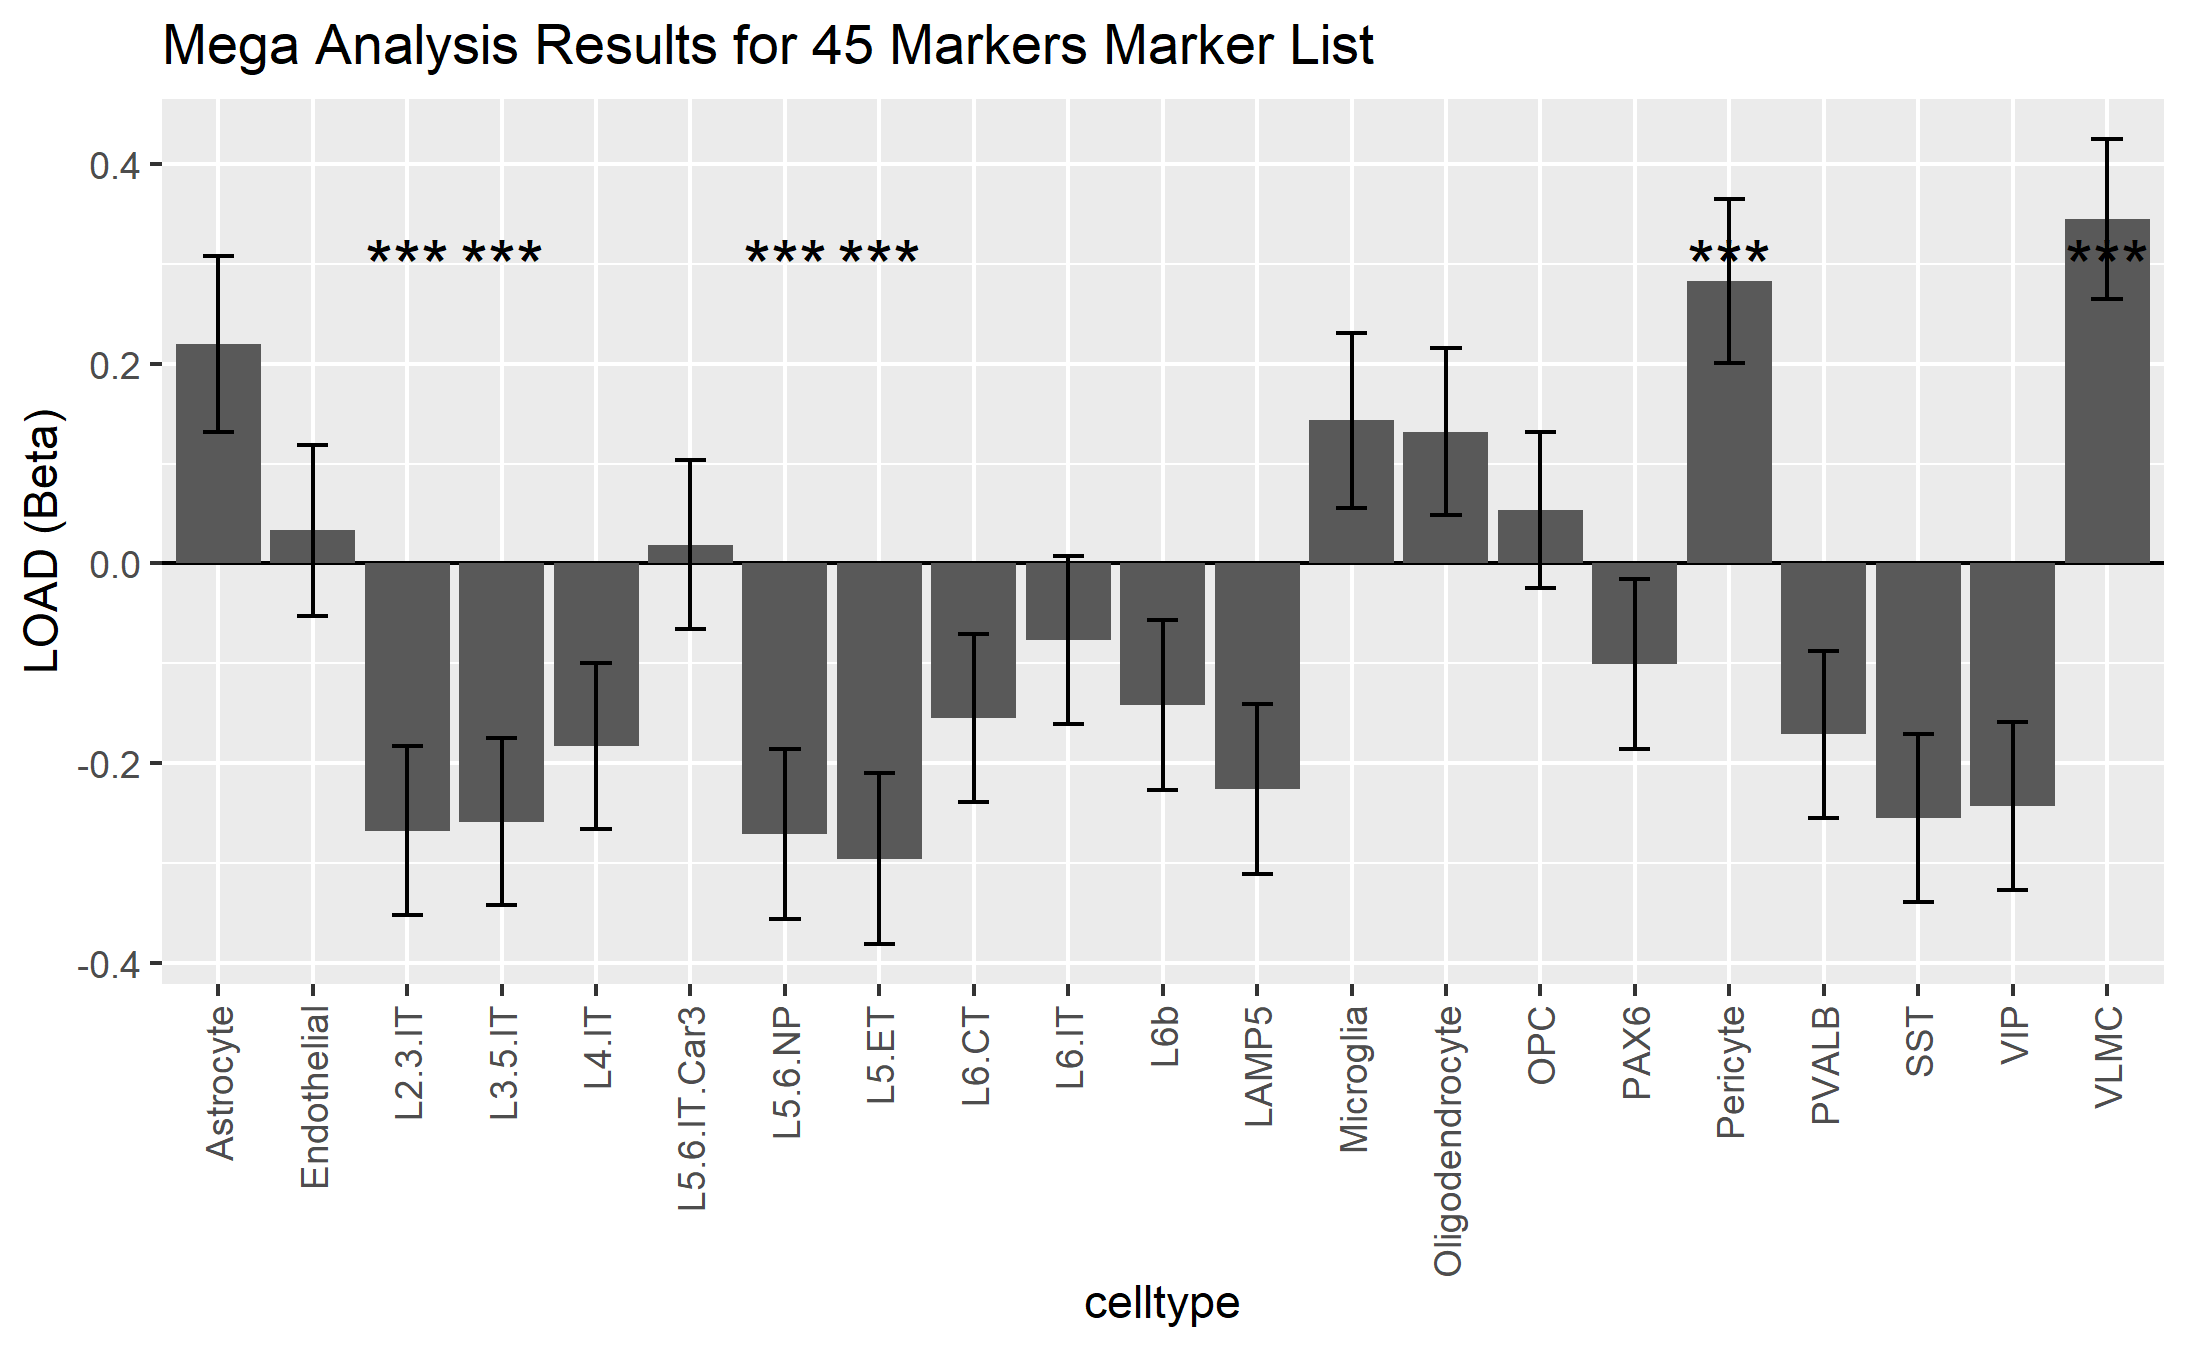 Mega Analysis Results for 45 Markers Marker List
LOAD (Beta)
0.4
0.2
0.0
-0.2
-0.4
*** *** *** *** *** ***
Astrocyte
Endothelial
L2.3.IT
L3.5.IT
L4.IT
L5.6.IT.Car3
L5.6.NP
L5.ET
L6.CT
L6.IT
L6b
LAMP5
Microglia
Oligodendrocyte
OPC
PAX6
Pericyte
PVALB
SST
VIP
VLMC
celltype